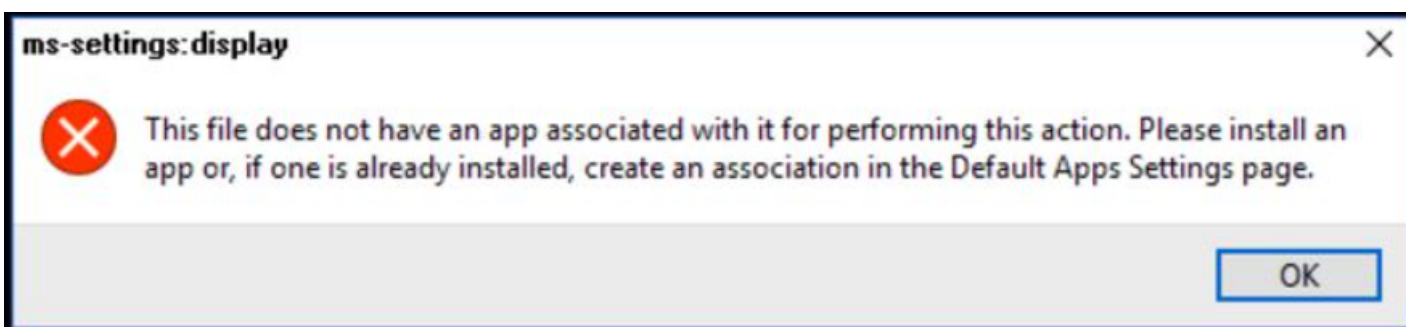 ms-settings:display
This file does not have an app associated with it for performing this action. Please install an
app or, if one is already installed, create an association in the Default Apps Settings page.
OK